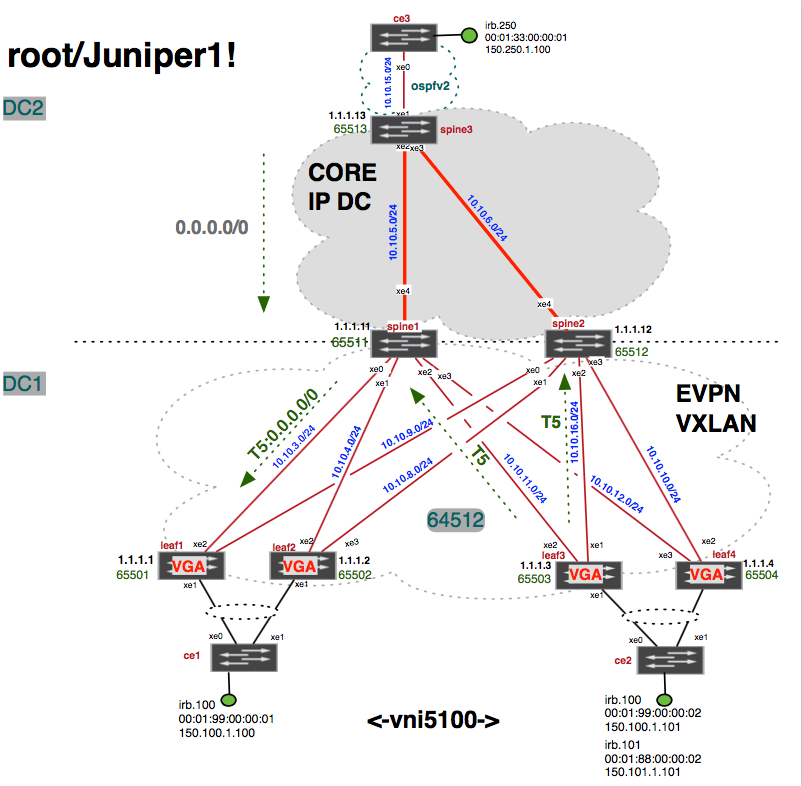 ce3
irb.250
00:01:33:00:00:01
150.250.1.100
root/Juniper1!
xe0
10.10.15.0/24
ospfv2
DC2
1.1.1.13
65513
xe1
spine3
xe2
xe3
CORE
IP DC
0.0.0.0/0
10.10.5.0/24
10.10.6.0/24
xe4
xe4
1.1.1.11
65511
spine1
spine2
1.1.1.12
65512
DC1
xe0
xe1
xe2
xe3
xe0
xe1
xe2
xe3
EVPN
VXLAN
T5:0.0.0.0/0
10.10.3.0/24
10.10.4.0/24
10.10.9.0/24
10.10.8.0/24
T5
T5
10.10.16.0/24
10.10.11.0/24
10.10.12.0/24
10.10.10.0/24
64512
leaf1
xe2
1.1.1.1
65501
VGA
xe1
leaf2
xe2
xe3
1.1.1.2
65502
VGA
xe1
xe2
leaf3
xe1
1.1.1.3
65503
VGA
xe1
xe3
xe2
leaf4
1.1.1.4
65504
VGA
xe0
xe1
ce1
xe0
xe1
ce2
irb.100
00:01:99:00:00:01
150.100.1.100
<-vni5100->
irb.100
00:01:99:00:00:02
150.100.1.101
irb.101
00:01:88:00:00:02
150.101.1.101